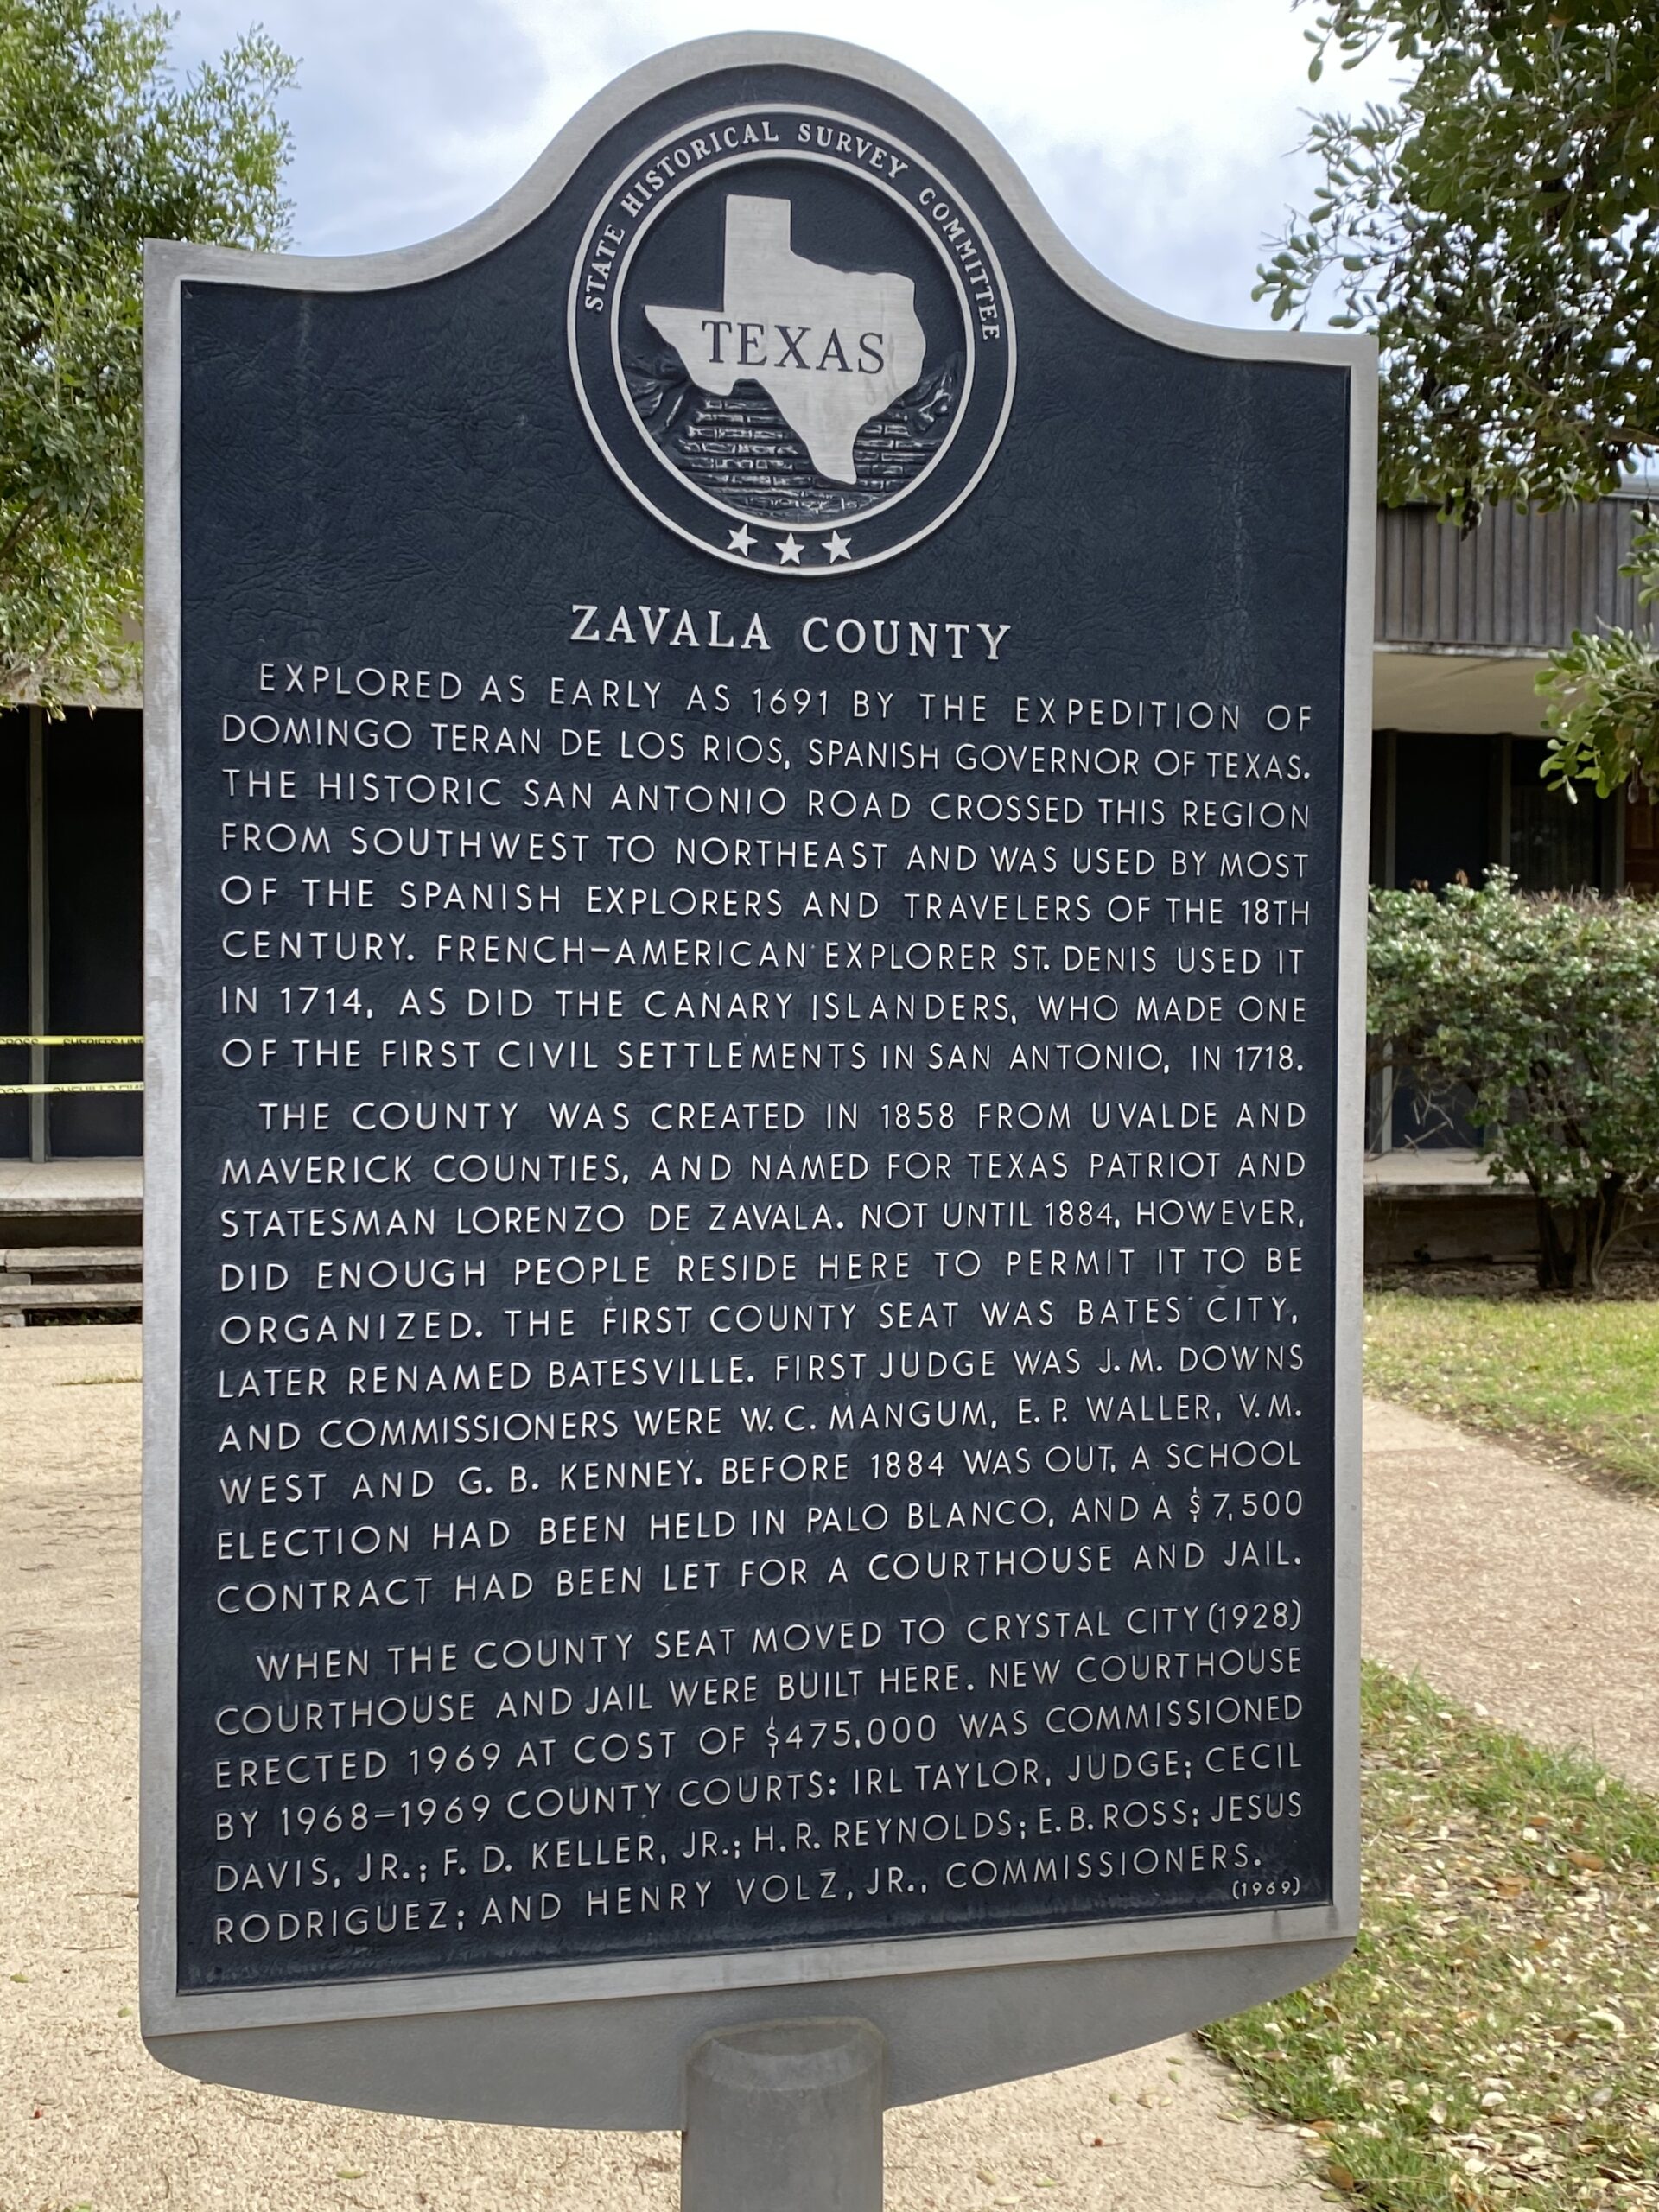 STATE HISTORICAL SURVEY COMMITTEE
TEXAS
ZAVALA COUNTY
EXPLORED AS EARLY AS 1691 BY THE EXPEDITION OF
DOMINGO TERAN DE LOS RIOS, SPANISH GOVERNOR OF TEXAS.
THE HISTORIC SAN ANTONIO ROAD CROSSED THIS REGION
FROM SOUTHWEST TO NORTHEAST AND WAS USED BY MOST
OF THE SPANISH EXPLORERS AND TRAVELERS OF THE 18TH
CENTURY. FRENCH-AMERICAN EXPLORER ST. DENIS USED IT
IN 1714, AS DID THE CANARY ISLANDERS, WHO MADE ONE
OF THE FIRST CIVIL SETTLEMENTS IN SAN ANTONIO, IN 1718.
THE COUNTY WAS CREATED IN 1858 FROM UVALDE AND
MAVERICK COUNTIES, AND NAMED FOR TEXAS PATRIOT AND
STATESMAN LORENZO DE ZAVALA. NOT UNTIL 1884, HOWEVER,
DID ENOUGH PEOPLE RESIDE HERE TO PERMIT IT TO BE
ORGANIZED. THE FIRST COUNTY SEAT WAS BATES CITY,
LATER RENAMED BATESVILLE. FIRST JUDGE WAS J. M. DOWNS
AND COMMISSIONERS WERE W. C. MANGUM, E. P. WALLER, V. M.
WEST AND G. B. KENNEY. BEFORE 1884 WAS OUT, A SCHOOL
ELECTION HAD BEEN HELD IN PALO BLANCO, AND A $7,500
CONTRACT HAD BEEN LET FOR A COURTHOUSE AND JAIL.
WHEN THE COUNTY SEAT MOVED TO CRYSTAL CITY (1928)
COURTHOUSE AND JAIL WERE BUILT HERE. NEW COURTHOUSE
ERECTED 1969 AT COST OF $475,000 WAS COMMISSIONED
BY 1968-1969 COUNTY COURTS: IRL TAYLOR, JUDGE; CECIL
DAVIS, JR.; F. D. KELLER, JR.; H. R. REYNOLDS; E. B. ROSS; JESUS
RODRIGUEZ; AND HENRY VOLZ, JR., COMMISSIONERS.
(1969)